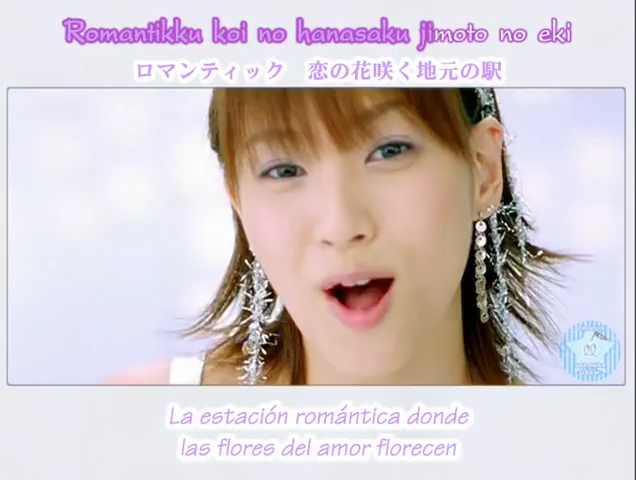 Romantikku koi no hanasaku jimoto no eki
ロマンティック　恋の花咲く地元の駅
La estación romántica donde
las flores del amor florecen